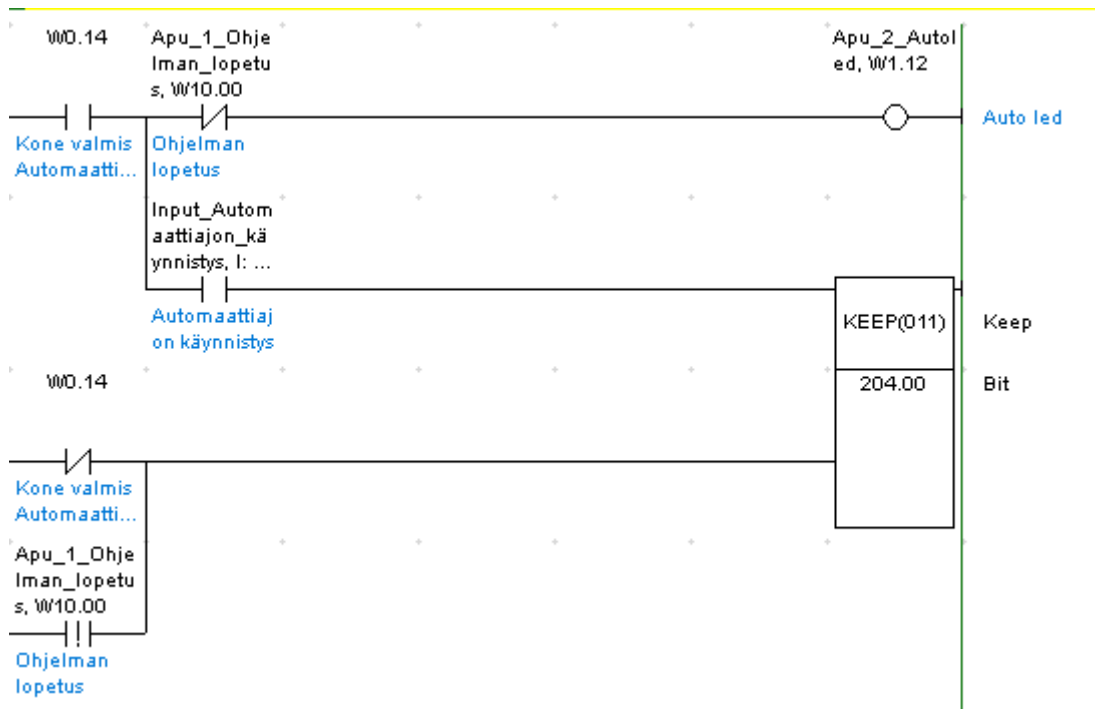 W0.14
Apu_1_Ohje
lman_lopetu
s, W10.00
Apu_2_Autol
ed, W1.12
Auto led
Kone valmis
Automaatti...
Ohjelman
lopetus
Input_Autom
aattiajon_kä
ynnistys, I: ...
Automaattiaj
on käynnistys
KEEP(011)
Keep
W0.14
204.00
Bit
Kone valmis
Automaatti...
Apu_1_Ohje
lman_lopetu
s, W10.00
Ohjelman
lopetus